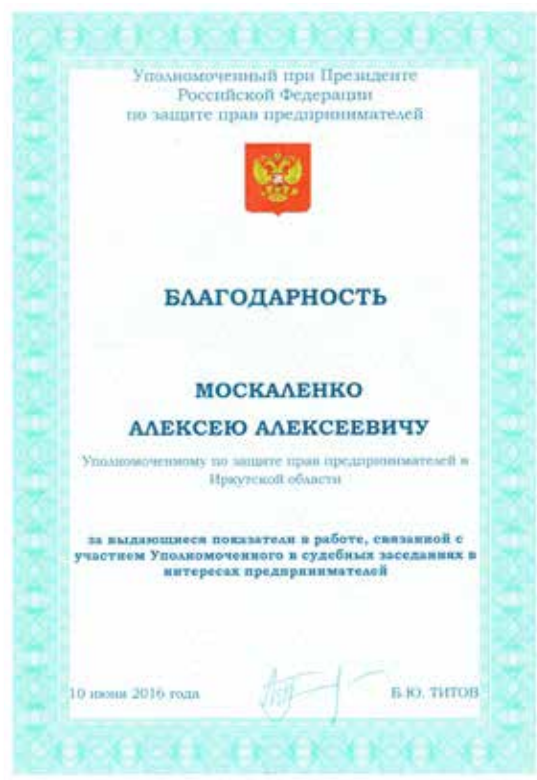 Уполномоченный при Президенте
Российской Федерации
по защите прав предпринимателей
БЛАГОДАРНОСТЬ
МОСКАЛЕНКО
АЛЕКСЕЮ АЛЕКСЕЕВИЧУ
Уполномоченному по защите прав предпринимателей в
Иркутской области
за выдающиеся показатели в работе, связанной с
участием Уполномоченного в судебных заседаниях в
интересах предпринимателей
10 июня 2016 года
Б.Ю. ТИТОВ